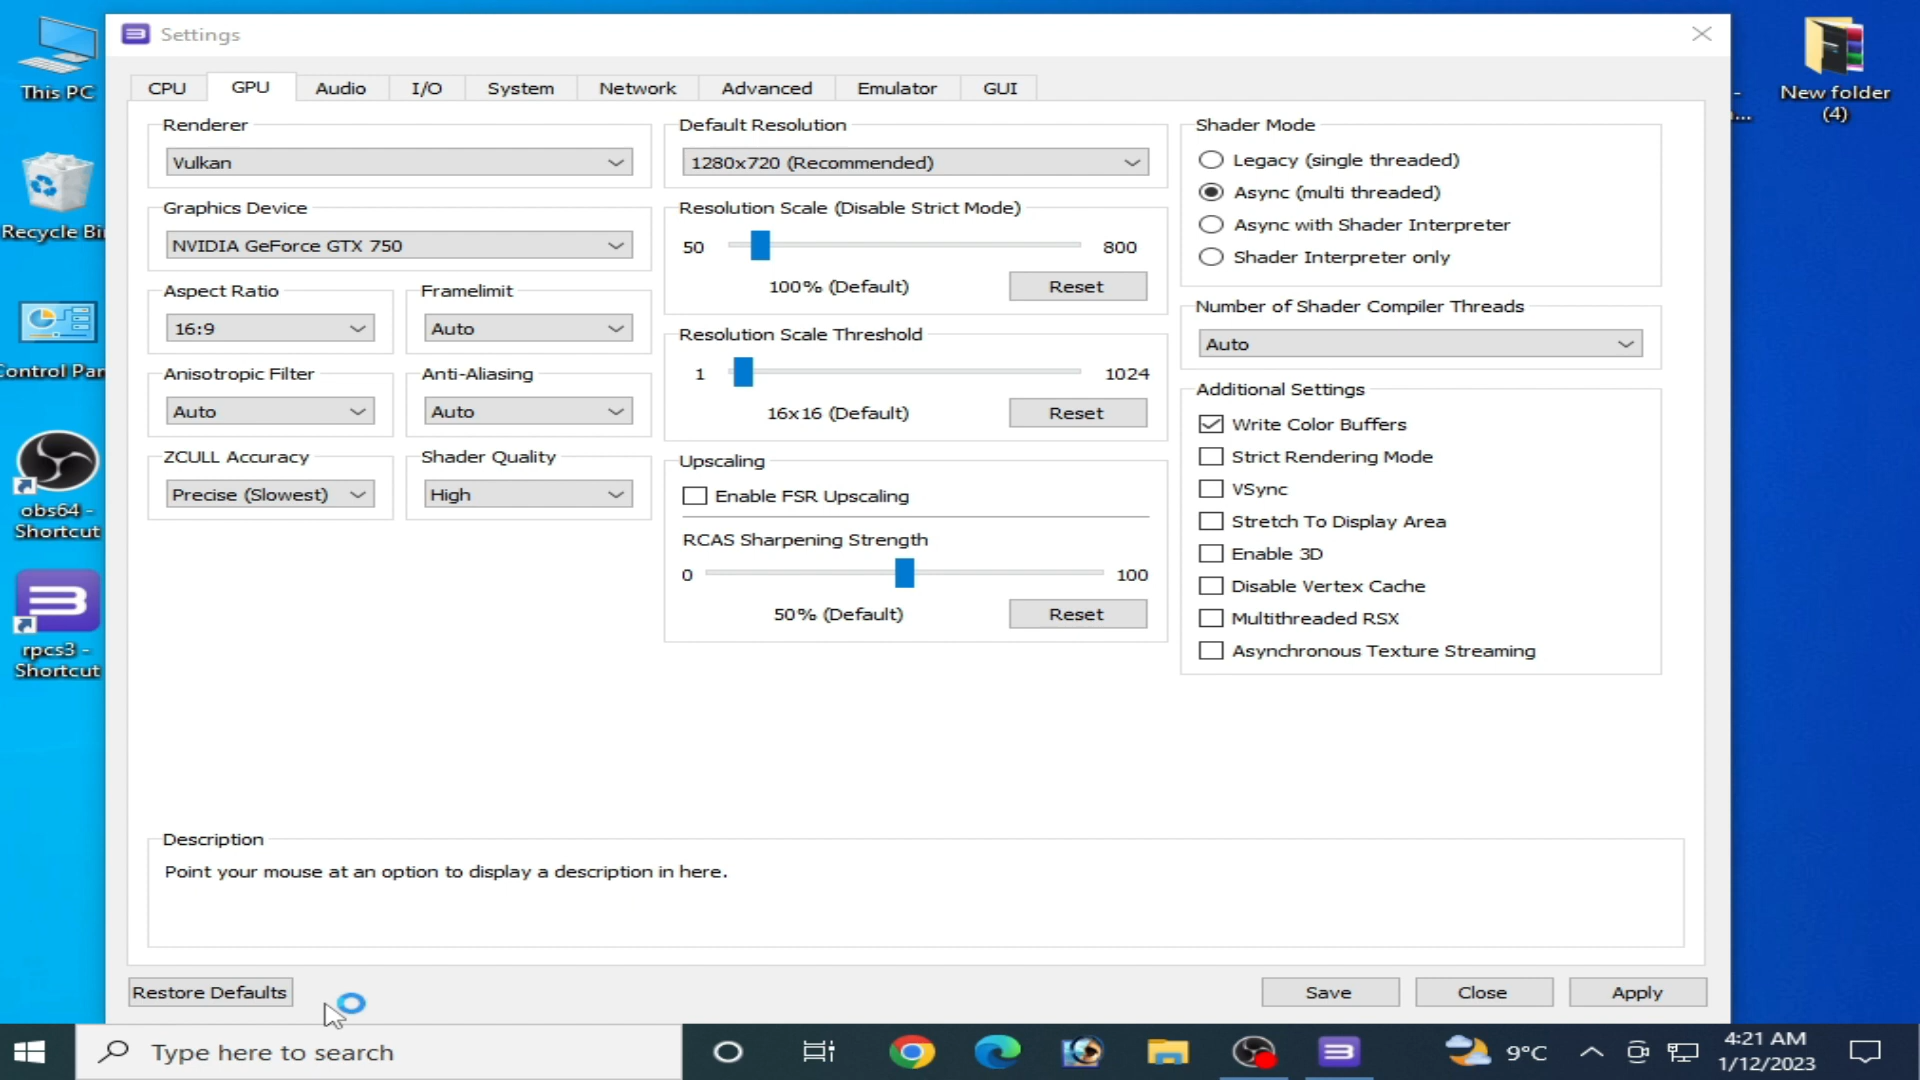 Settings
This PC
Recycle Bi
Control Pan
obs64 -
Shortcut
rpcs3 -
Shortcut
New folder
(4)
CPU
GPU
Audio
I/O
System
Network
Advanced
Emulator
GUI
Renderer
Vulkan
Graphics Device
NVIDIA GeForce GTX 750
Aspect Ratio
16:9
Framelimit
Auto
Anisotropic Filter
Auto
Anti-Aliasing
Auto
ZCULL Accuracy
Precise (Slowest)
Shader Quality
High
Default Resolution
1280x720 (Recommended)
Resolution Scale (Disable Strict Mode)
50
800
100% (Default)
Reset
Resolution Scale Threshold
1
1024
16x16 (Default)
Reset
Upscaling
Enable FSR Upscaling
RCAS Sharpening Strength
0
100
50% (Default)
Reset
Shader Mode
Legacy (single threaded)
Async (multi threaded)
Async with Shader Interpreter
Shader Interpreter only
Number of Shader Compiler Threads
Auto
Additional Settings
Write Color Buffers
Strict Rendering Mode
VSync
Stretch To Display Area
Enable 3D
Disable Vertex Cache
Multithreaded RSX
Asynchronous Texture Streaming
Description
Point your mouse at an option to display a description in here.
Restore Defaults
Save
Close
Apply
Type here to search
9°C
4:21 AM
1/12/2023